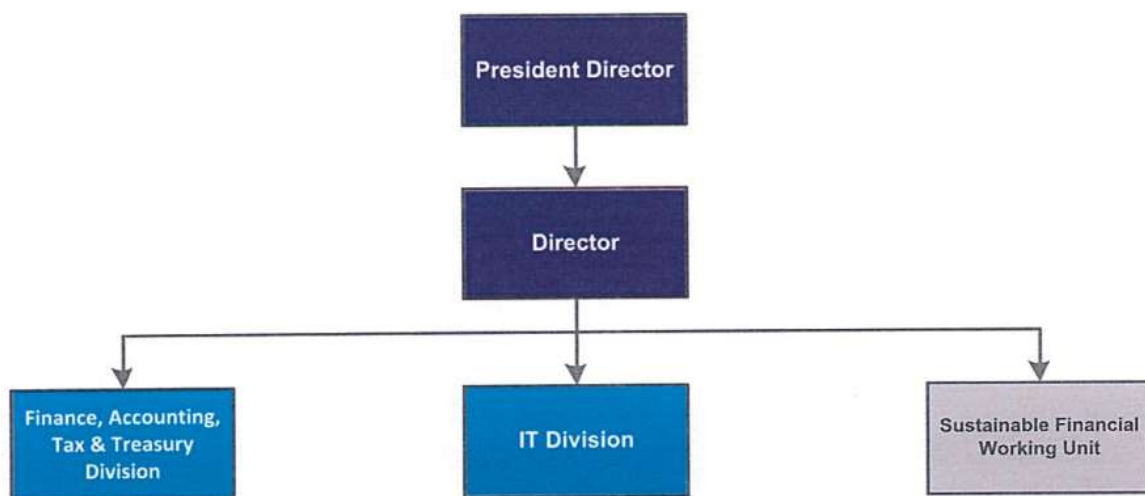 President Director
Director
Finance, Accounting,
Tax & Treasury
Division
IT Division
Sustainable Financial
Working Unit